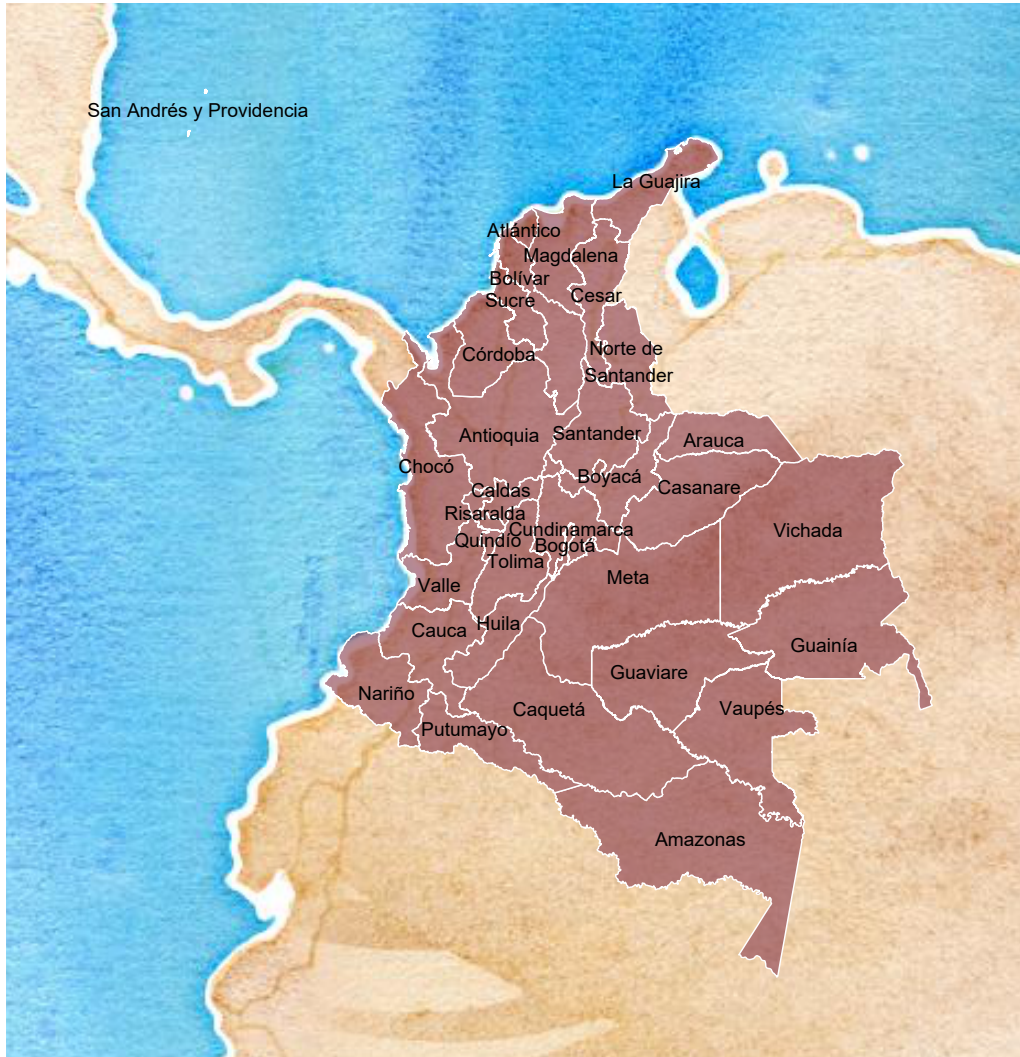 San Andrés y Providencia
La Guajira
Atlántico
Magdalena
Bolívar
Cesar
Sucre
Córdoba
Norte de
Santander
Antioquia
Santander
Arauca
Chocó
Boyacá
Caldas
Casanare
Risaralda
Cundinamarca
Vichada
Quindío
Bogotá
Tolima
Meta
Valle
Huila
Cauca
Guainía
Guaviare
Nariño
Caquetá
Vaupés
Putumayo
Amazonas